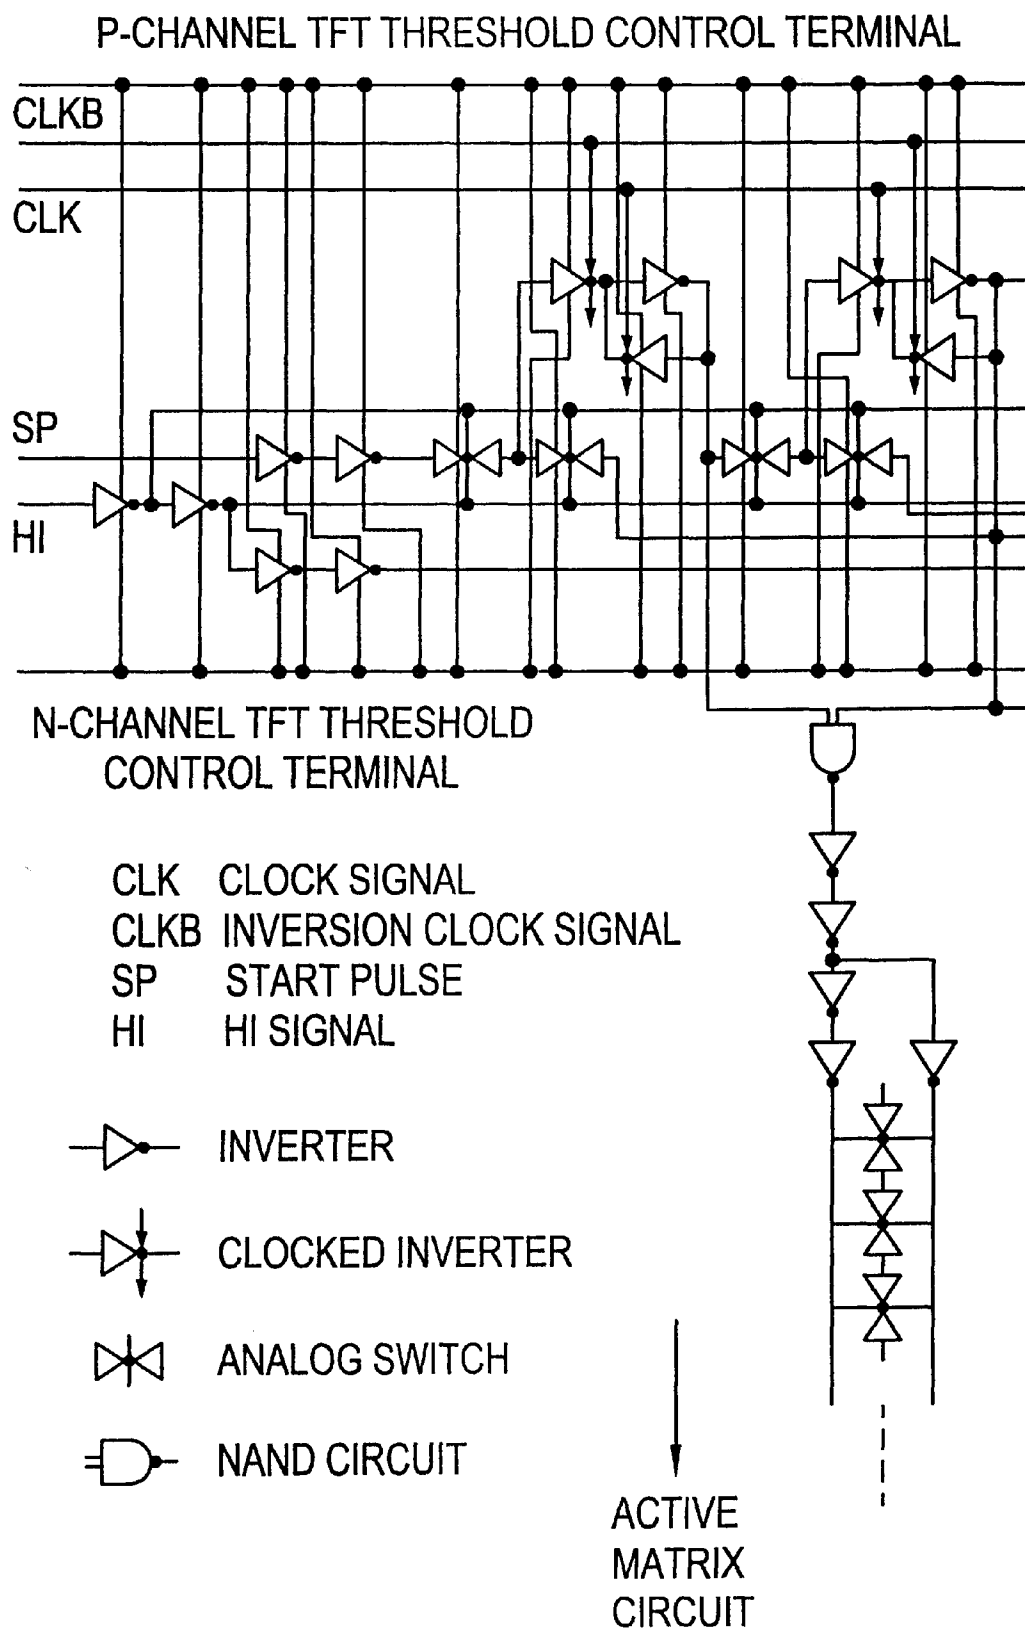 P-CHANNEL TFT THRESHOLD CONTROL TERMINAL
CLKB
CLK
SP
HI
N-CHANNEL TFT THRESHOLD
CONTROL TERMINAL
CLK CLOCK SIGNAL
CLKB INVERSION CLOCK SIGNAL
SP START PULSE
HI HI SIGNAL
INVERTER
CLOCKED INVERTER
ANALOG SWITCH
NAND CIRCUIT
ACTIVE
MATRIX
CIRCUIT